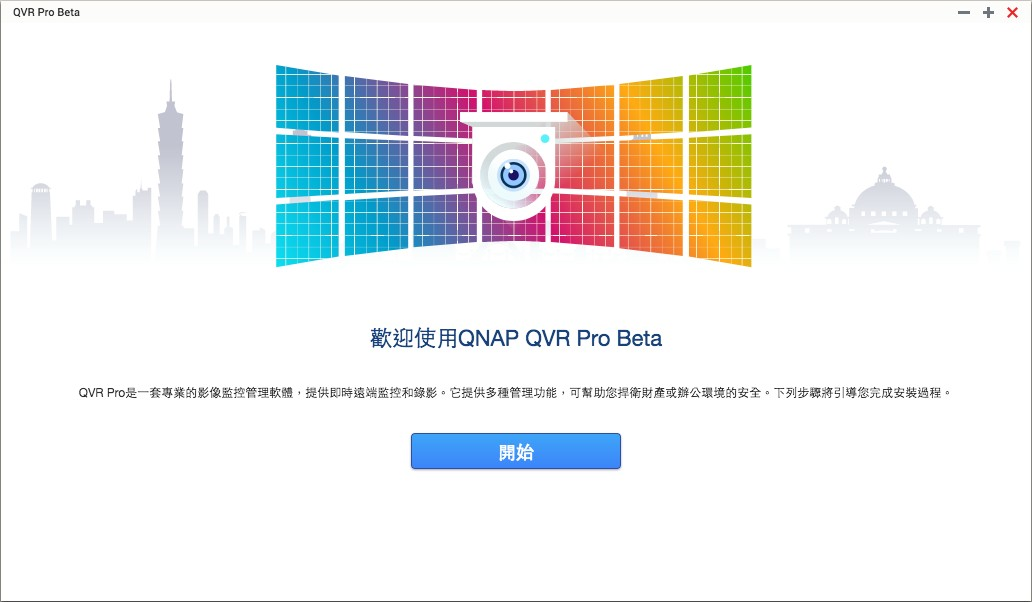 QVR Pro Beta
歡迎使用QNAP QVR Pro Beta
QVR Pro是一套專業的影像監控管理軟體，提供即時遠端監控和錄影。它提供多種管理功能，可幫助您捍衛財產或辦公環境的安全。下列步驟將引導您完成安裝過程。
開始